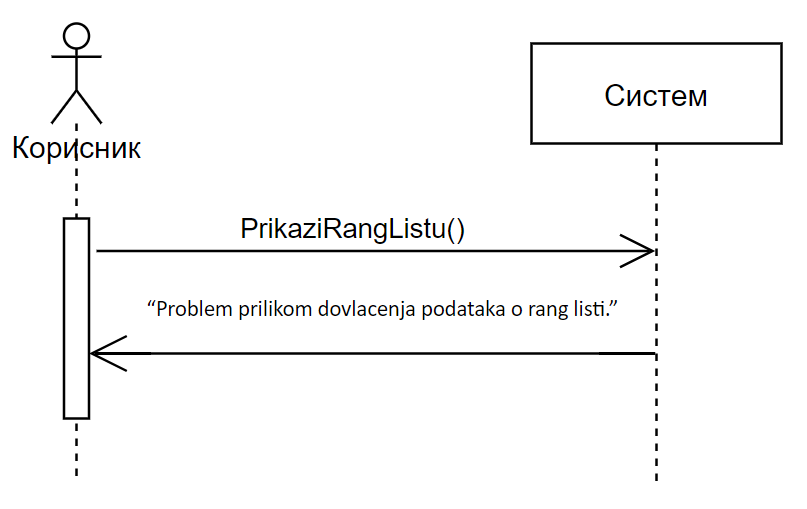 Корисник
Систем
PrikaziRangListu()
“Problem prilikom dovlacenja podataka o rang listi.”